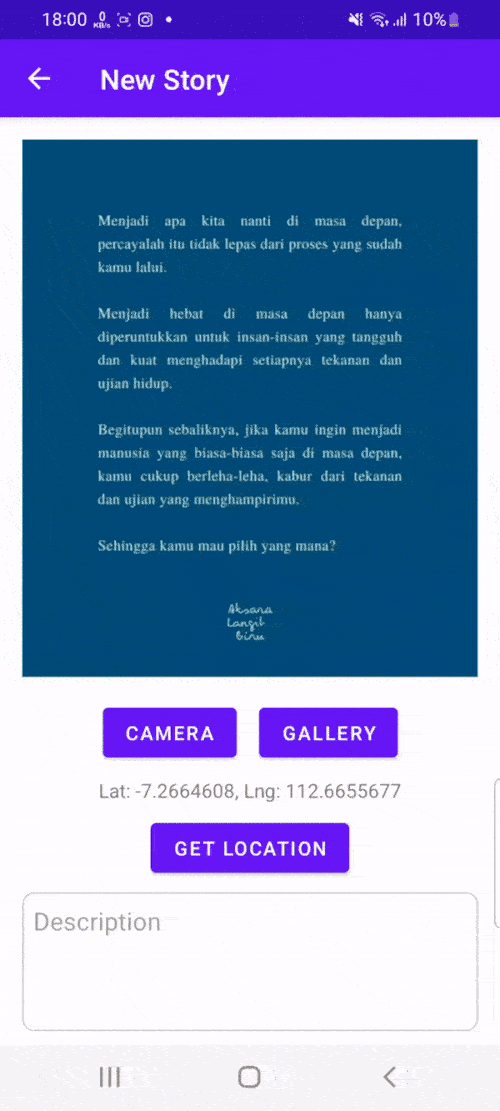 18:00 0 KB/s 10%
New Story
Menjadi apa kita nanti di masa depan,
percayalah itu tidak lepas dari proses yang sudah
kamu lalui.
Menjadi hebat di masa depan hanya
diperuntukkan untuk insan-insan yang tangguh
dan kuat menghadapi setiapnya tekanan dan
ujian hidup.
Begitupun sebaliknya, jika kamu ingin menjadi
manusia yang biasa-biasa saja di masa depan,
kamu cukup berleha-leha, kabur dari tekanan
dan ujian yang menghampirimu.
Sehingga kamu mau pilih yang mana?
Aksara
Langit
Biru
CAMERA GALLERY
Lat: -7.2664608, Lng: 112.6655677
GET LOCATION
Description